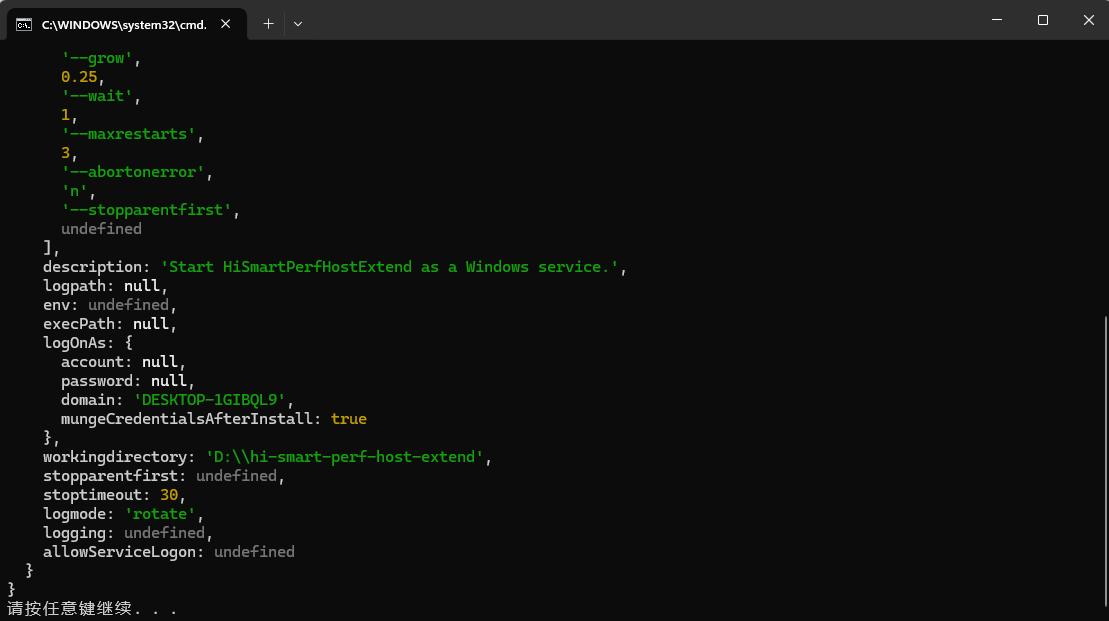 C:\WINDOWS\system32\cmd.
'--grow',
0.25,
'--wait',
1,
'--maxrestarts',
3,
'--abortonerror',
'n',
'--stopparentfirst',
undefined
],
description: 'Start HiSmartPerfHostExtend as a Windows service.',
logpath: null,
env: undefined,
execPath: null,
logOnAs: {
account: null,
password: null,
domain: 'DESKTOP-1GIBQL9',
mungeCredentialsAfterInstall: true
},
workingdirectory: 'D:\\hi-smart-perf-host-extend',
stopparentfirst: undefined,
stoptimeout: 30,
logmode: 'rotate',
logging: undefined,
allowServiceLogon: undefined
}
}
请按任意键继续. . .